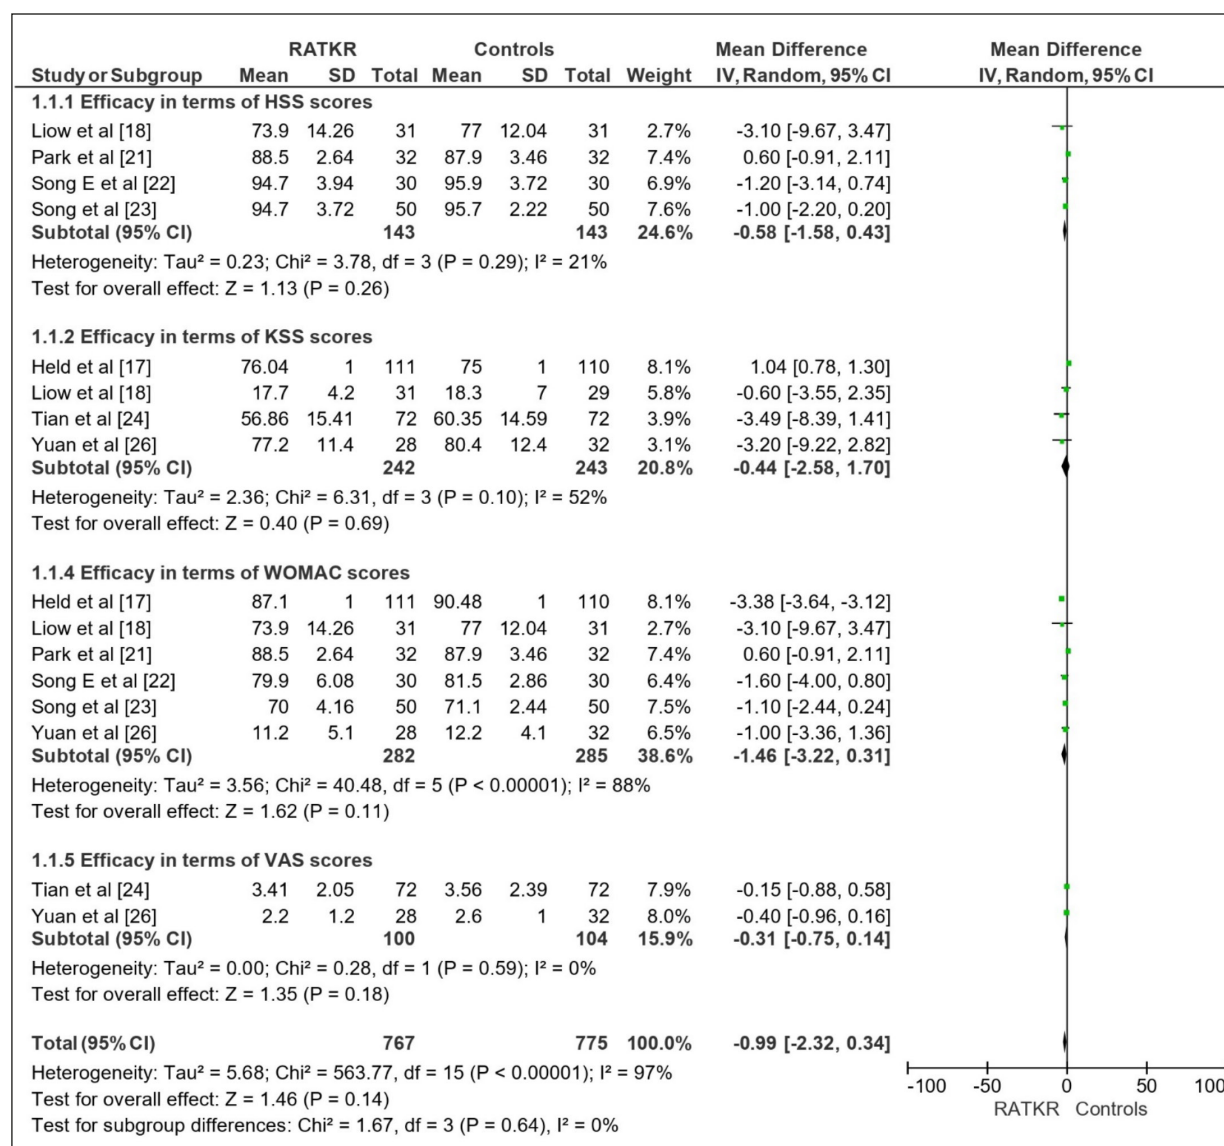 RATKR Controls Mean Difference Mean Difference
Study or Subgroup Mean SD Total Mean SD Total Weight IV, Random, 95% CI IV, Random, 95% CI
1.1.1 Efficacy in terms of HSS scores
Liow et al [18] 73.9 14.26 31 77 12.04 31 2.7% -3.10 [-9.67, 3.47]
Park et al [21] 88.5 2.64 32 87.9 3.46 32 7.4% 0.60 [-0.91, 2.11]
Song E et al [22] 94.7 3.94 30 95.9 3.72 30 6.9% -1.20 [-3.14, 0.74]
Song et al [23] 94.7 3.72 50 95.7 2.22 50 7.6% -1.00 [-2.20, 0.20]
Subtotal (95% CI) 143 143 24.6% -0.58 [-1.58, 0.43]
Heterogeneity: Tau² = 0.23; Chi² = 3.78, df = 3 (P = 0.29); I² = 21%
Test for overall effect: Z = 1.13 (P = 0.26)
1.1.2 Efficacy in terms of KSS scores
Held et al [17] 76.04 1 111 75 1 110 8.1% 1.04 [0.78, 1.30]
Liow et al [18] 17.7 4.2 31 18.3 7 29 5.8% -0.60 [-3.55, 2.35]
Tian et al [24] 56.86 15.41 72 60.35 14.59 72 3.9% -3.49 [-8.39, 1.41]
Yuan et al [26] 77.2 11.4 28 80.4 12.4 32 3.1% -3.20 [-9.22, 2.82]
Subtotal (95% CI) 242 243 20.8% -0.44 [-2.58, 1.70]
Heterogeneity: Tau² = 2.36; Chi² = 6.31, df = 3 (P = 0.10); I² = 52%
Test for overall effect: Z = 0.40 (P = 0.69)
1.1.4 Efficacy in terms of WOMAC scores
Held et al [17] 87.1 1 111 90.48 1 110 8.1% -3.38 [-3.64, -3.12]
Liow et al [18] 73.9 14.26 31 77 12.04 31 2.7% -3.10 [-9.67, 3.47]
Park et al [21] 88.5 2.64 32 87.9 3.46 32 7.4% 0.60 [-0.91, 2.11]
Song E et al [22] 79.9 6.08 30 81.5 2.86 30 6.4% -1.60 [-4.00, 0.80]
Song et al [23] 70 4.16 50 71.1 2.44 50 7.5% -1.10 [-2.44, 0.24]
Yuan et al [26] 11.2 5.1 28 12.2 4.1 32 6.5% -1.00 [-3.36, 1.36]
Subtotal (95% CI) 282 285 38.6% -1.46 [-3.22, 0.31]
Heterogeneity: Tau² = 3.56; Chi² = 40.48, df = 5 (P < 0.00001); I² = 88%
Test for overall effect: Z = 1.62 (P = 0.11)
1.1.5 Efficacy in terms of VAS scores
Tian et al [24] 3.41 2.05 72 3.56 2.39 72 7.9% -0.15 [-0.88, 0.58]
Yuan et al [26] 2.2 1.2 28 2.6 1 32 8.0% -0.40 [-0.96, 0.16]
Subtotal (95% CI) 100 104 15.9% -0.31 [-0.75, 0.14]
Heterogeneity: Tau² = 0.00; Chi² = 0.28, df = 1 (P = 0.59); I² = 0%
Test for overall effect: Z = 1.35 (P = 0.18)
Total (95% CI) 767 775 100.0% -0.99 [-2.32, 0.34]
Heterogeneity: Tau² = 5.68; Chi² = 563.77, df = 15 (P < 0.00001); I² = 97%
Test for overall effect: Z = 1.46 (P = 0.14)
Test for subgroup differences: Chi² = 1.67, df = 3 (P = 0.64), I² = 0%
-100 -50 0 50 100
RATKR Controls